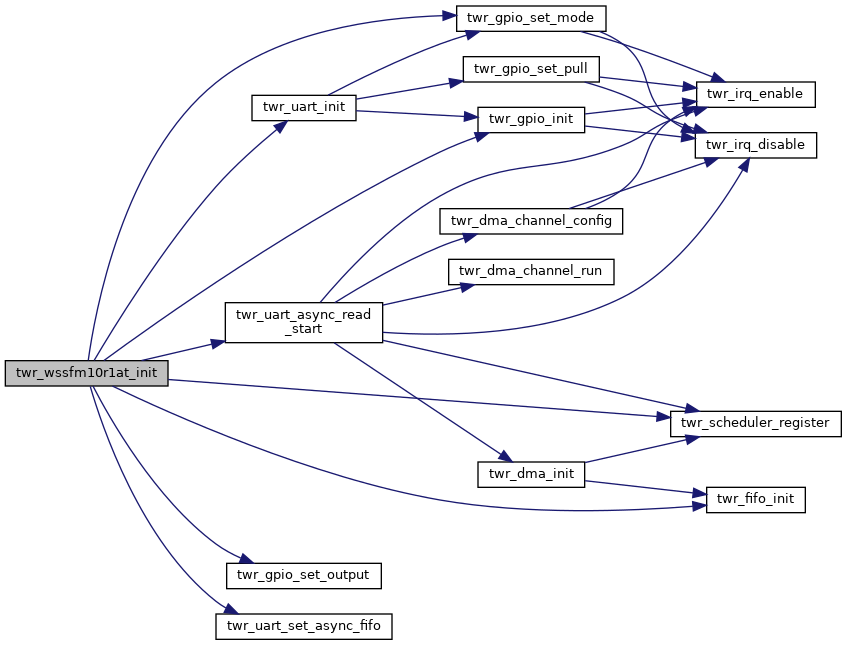 twr_gpio_set_mode
twr_gpio_set_pull
twr_irq_enable
twr_uart_init
twr_gpio_init
twr_irq_disable
twr_dma_channel_config
twr_dma_channel_run
twr_uart_async_read
_start
twr_wssfm10r1at_init
twr_scheduler_register
twr_dma_init
twr_fifo_init
twr_gpio_set_output
twr_uart_set_async_fifo